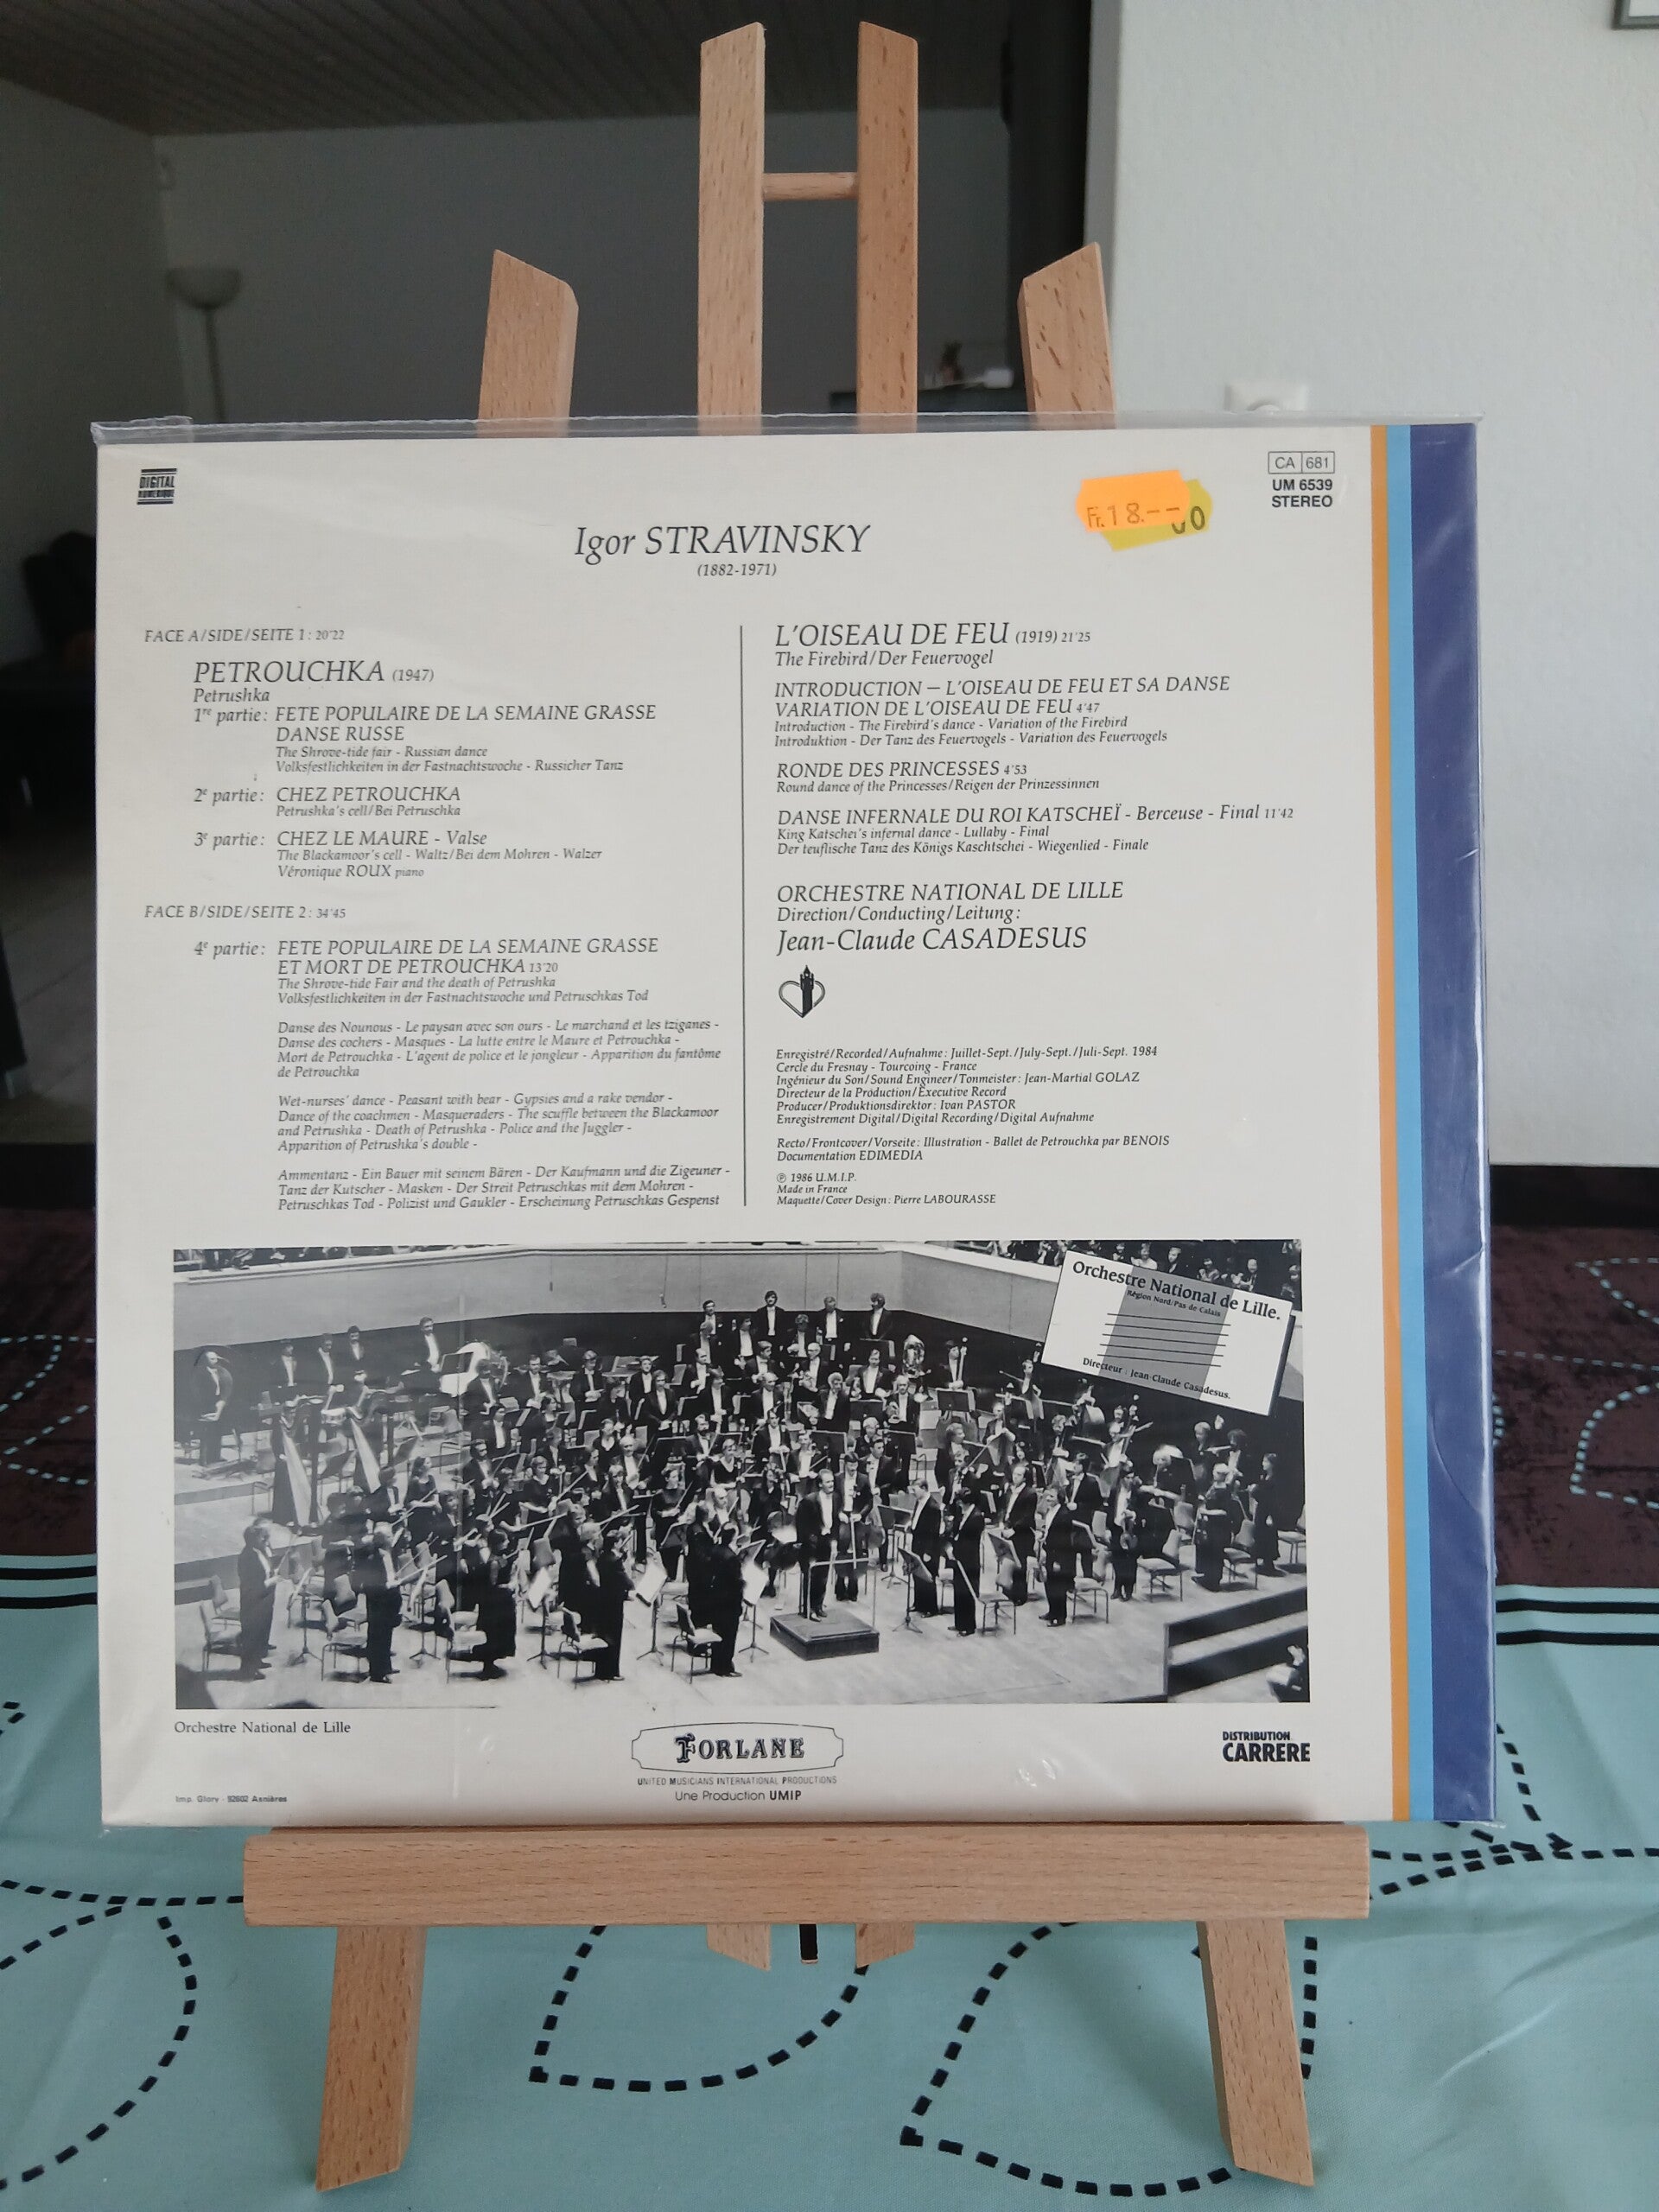 DIGITAL
NUMERIQUE
CA 681
UM 6539
STEREO
Fr. 18.--
Igor STRAVINSKY
(1882-1971)
FACE A/SIDE/SEITE 1: 20'22
PETROUCHKA (1947)
Petrushka
1re partie: FETE POPULAIRE DE LA SEMAINE GRASSE
DANSE RUSSE
The Shrove-tide fair - Russian dance
Volksfestlichkeiten in der Fastnachtswoche - Russicher Tanz
2e partie: CHEZ PETROUCHKA
Petrushka's cell/Bei Petruschka
3e partie: CHEZ LE MAURE - Valse
The Blackamoor's cell - Waltz/Bei dem Mohren - Walzer
Véronique ROUX piano
FACE B/SIDE/SEITE 2: 34'45
4e partie: FETE POPULAIRE DE LA SEMAINE GRASSE
ET MORT DE PETROUCHKA 13'20
The Shrove-tide Fair and the death of Petrushka
Volksfestlichkeiten in der Fastnachtswoche und Petruschkas Tod
Danse des Nounous - Le paysan avec son ours - Le marchand et les tziganes -
Danse des cochers - Masques - La lutte entre le Maure et Petrouchka -
Mort de Petrouchka - L'agent de police et le jongleur - Apparition du fantôme
de Petrouchka
Wet-nurses' dance - Peasant with bear - Gypsies and a rake vendor -
Dance of the coachmen - Masqueraders - The scuffle between the Blackamoor
and Petrushka - Death of Petrushka - Police and the Juggler -
Apparition of Petrushka's double -
Ammentanz - Ein Bauer mit seinem Bären - Der Kaufmann und die Zigeuner -
Tanz der Kutscher - Masken - Der Streit Petruschkas mit dem Mohren -
Petruschkas Tod - Polizist und Gaukler - Erscheinung Petruschkas Gespenst
L'OISEAU DE FEU (1919) 21'25
The Firebird/Der Feuervogel
INTRODUCTION – L'OISEAU DE FEU ET SA DANSE
VARIATION DE L'OISEAU DE FEU 4'47
Introduction - The Firebird's dance - Variation of the Firebird
Introduktion - Der Tanz des Feuervogels - Variation des Feuervogels
RONDE DES PRINCESSES 4'53
Round dance of the Princesses/Reigen der Prinzessinnen
DANSE INFERNALE DU ROI KATSCHEÏ - Berceuse - Final 11'42
King Katschei's infernal dance - Lullaby - Final
Der teuflische Tanz des Königs Kaschtschei - Wiegenlied - Finale
ORCHESTRE NATIONAL DE LILLE
Direction/Conducting/Leitung:
Jean-Claude CASADESUS
Enregistré/Recorded/Aufnahme: Juillet-Sept./July-Sept./Juli-Sept. 1984
Cercle du Fresnay - Tourcoing - France
Ingénieur du Son/Sound Engineer/Tonmeister: Jean-Martial GOLAZ
Directeur de la Production/Executive Record
Producer/Produktionsdirektor: Ivan PASTOR
Enregistrement Digital/Digital Recording/Digital Aufnahme
Recto/Frontcover/Vorseite: Illustration - Ballet de Petrouchka par BENOIS
Documentation EDIMEDIA
℗ 1986 U.M.I.P.
Made in France
Maquette/Cover Design: Pierre LABOURASSE
Orchestre National de Lille.
Région Nord/Pas de Calais
Directeur : Jean-Claude Casadesus.
Orchestre National de Lille
FORLANE
UNITED MUSICIANS INTERNATIONAL PRODUCTIONS
Une Production UMIP
DISTRIBUTION
CARRERE
Imp. Glory - 92602 Asnières